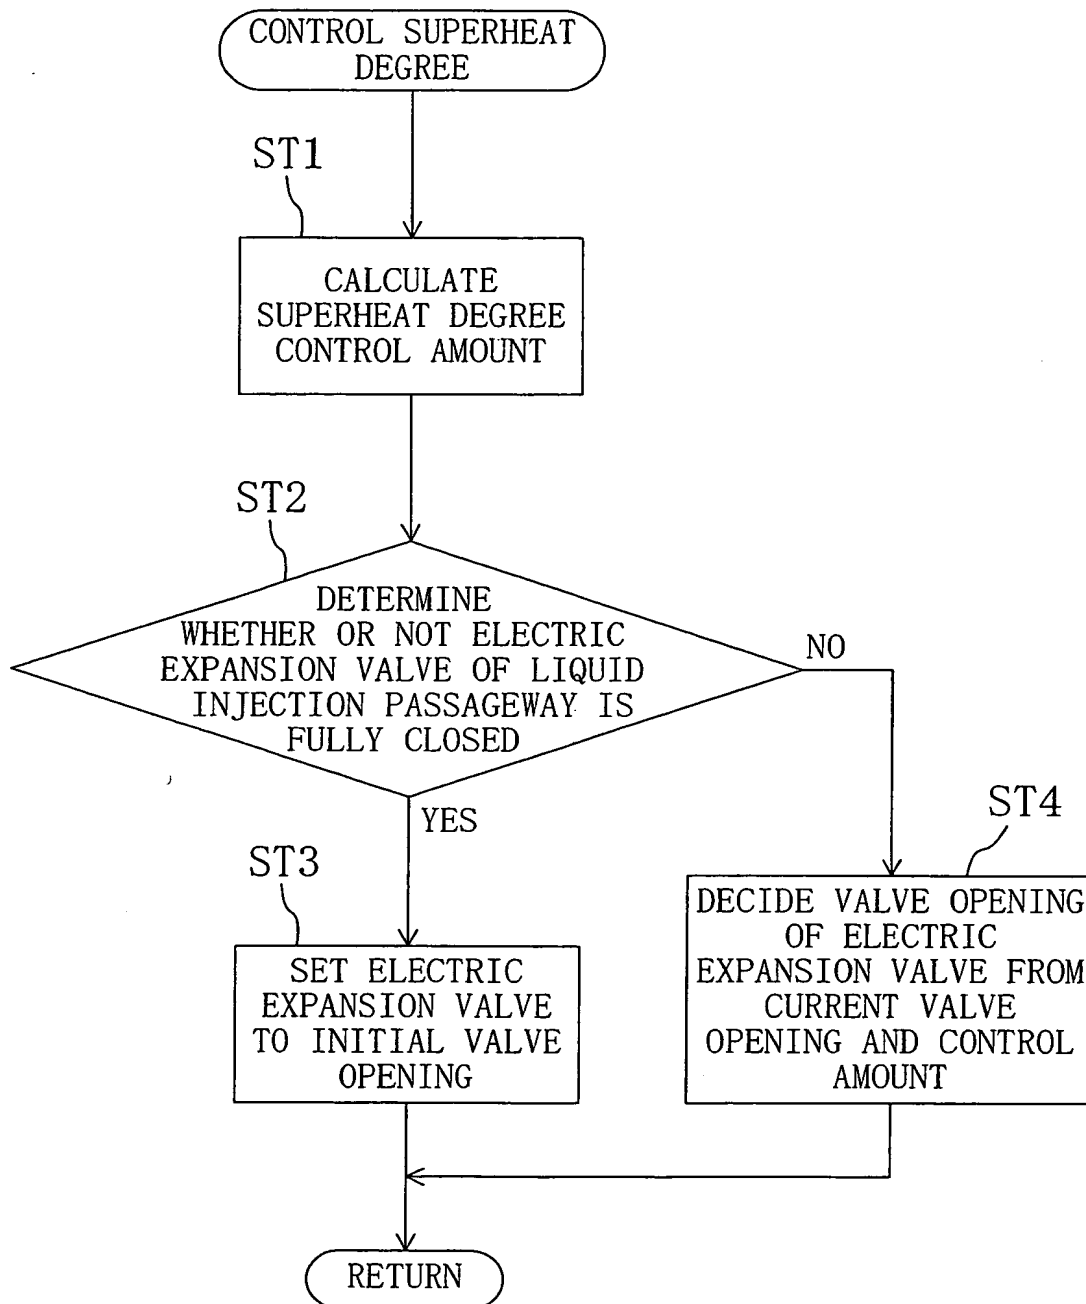 CONTROL SUPERHEAT
DEGREE
ST1
CALCULATE
SUPERHEAT DEGREE
CONTROL AMOUNT
ST2
DETERMINE
WHETHER OR NOT ELECTRIC
EXPANSION VALVE OF LIQUID
INJECTION PASSAGEWAY IS
FULLY CLOSED
NO
YES
ST3
SET ELECTRIC
EXPANSION VALVE
TO INITIAL VALVE
OPENING
ST4
DECIDE VALVE OPENING
OF ELECTRIC
EXPANSION VALVE FROM
CURRENT VALVE
OPENING AND CONTROL
AMOUNT
RETURN